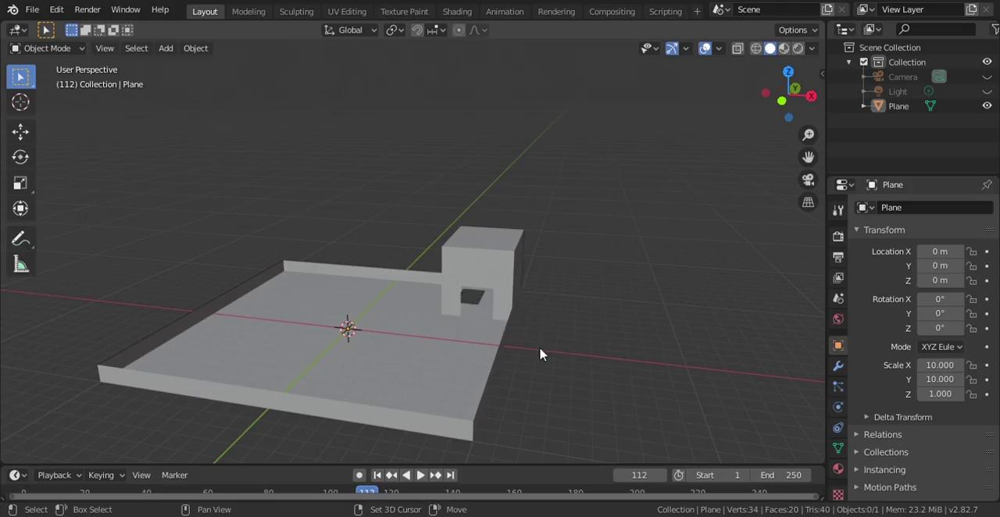 File Edit Render Window Help Layout Modeling Sculpting UV Editing Texture Paint Shading Animation Rendering Compositing Scripting + Scene View Layer
Global Options
Object Mode View Select Add Object
User Perspective
(112) Collection | Plane
Z
Y
X
Scene Collection
Collection
Camera
Light
Plane
Plane
Plane
Transform
Location X 0 m
Y 0 m
Z 0 m
Rotation X 0°
Y 0°
Z 0°
Mode XYZ Eule
Scale X 10.000
Y 10.000
Z 1.000
Delta Transform
Relations
Collections
Instancing
Motion Paths
Playback Keying View Marker 112 Start 1 End 250
0 20 40 60 80 100 112 120 140 160 180 200 220 240
Select Box Select Pan View Set 3D Cursor Move Collection | Plane | Verts:34 | Faces:20 | Tris:40 | Objects:0/1 | Mem: 23.2 MiB | v2.82.7